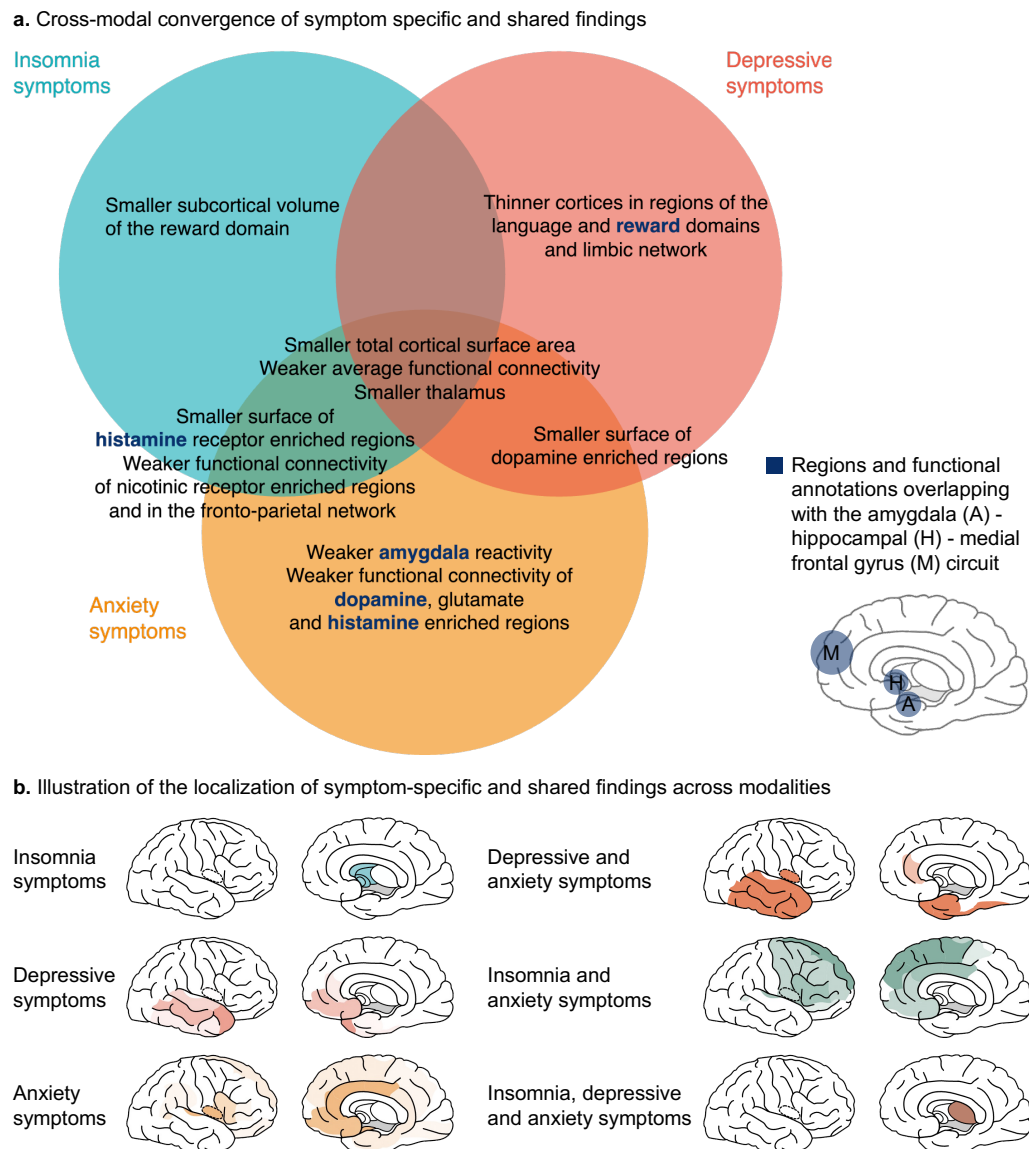 a. Cross-modal convergence of symptom specific and shared findings
Insomnia
symptoms
Depressive
symptoms
Smaller subcortical volume
of the reward domain
Thinner cortices in regions of the
language and reward domains
and limbic network
Smaller total cortical surface area
Weaker average functional connectivity
Smaller thalamus
Smaller surface of
histamine receptor enriched regions
Weaker functional connectivity
of nicotinic receptor enriched regions
and in the fronto-parietal network
Smaller surface of
dopamine enriched regions
Regions and functional
annotations overlapping
with the amygdala (A) -
hippocampal (H) - medial
frontal gyrus (M) circuit
Weaker amygdala reactivity
Weaker functional connectivity of
dopamine, glutamate
and histamine enriched regions
Anxiety
symptoms
M
H
A
b. Illustration of the localization of symptom-specific and shared findings across modalities
Insomnia
symptoms
Depressive and
anxiety symptoms
Depressive
symptoms
Insomnia and
anxiety symptoms
Anxiety
symptoms
Insomnia, depressive
and anxiety symptoms